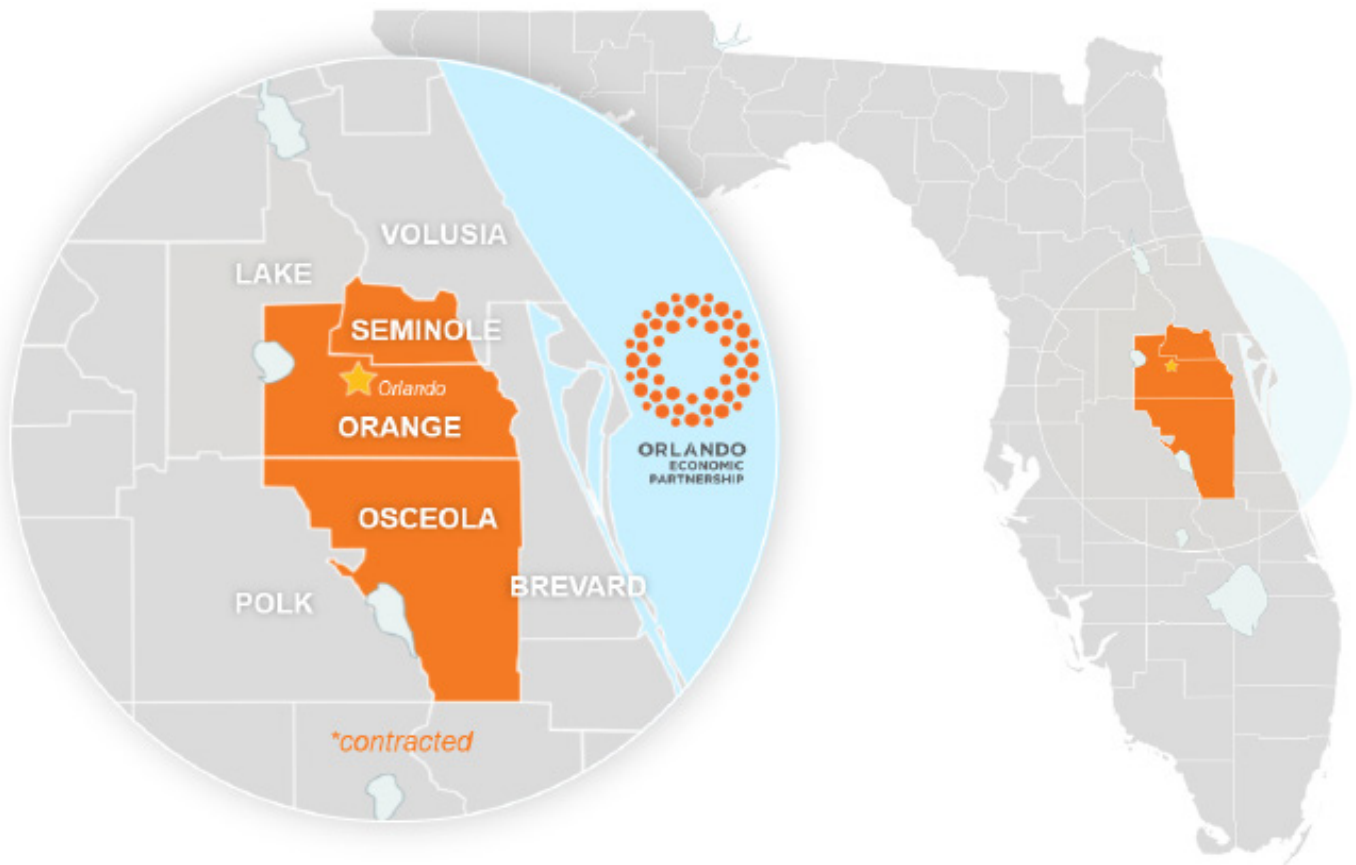 VOLUSIA
LAKE
SEMINOLE
Orlando
ORANGE
ORLANDO
ECONOMIC
PARTNERSHIP
OSCEOLA
BREVARD
POLK
*contracted